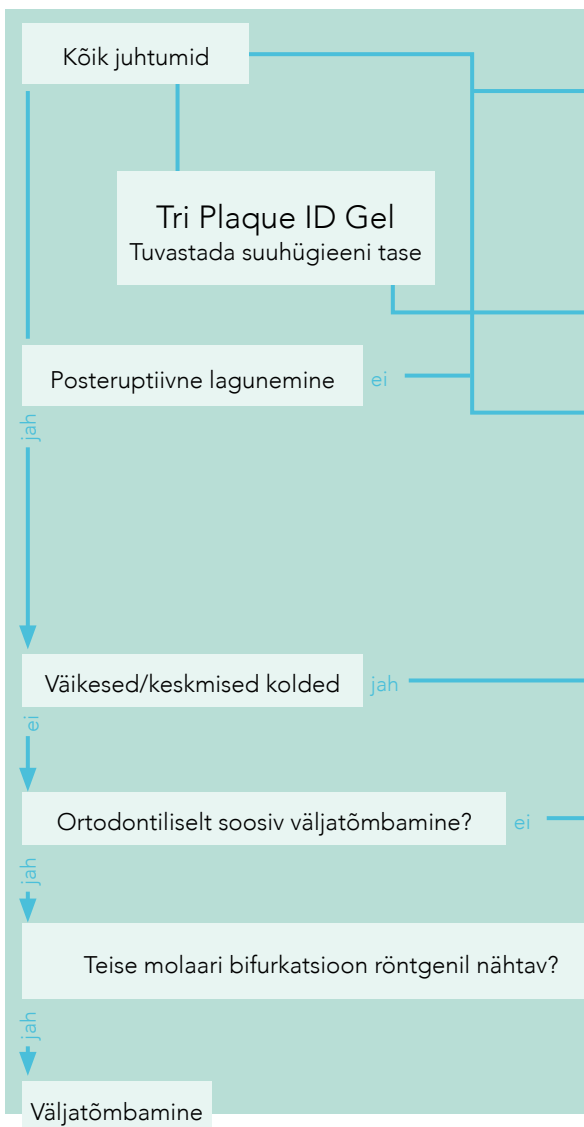 Kõik juhtumid
Tri Plaque ID Gel
Tuvastada suuhügieeni tase
Posteruptiivne lagunemine
ei
jah
Väikesed/keskmised kolded
jah
ei
Ortodontiliselt soosiv väljatõmbamine?
ei
jah
Teise molaari bifurkatsioon röntgenil nähtav?
jah
Väljatõmbamine